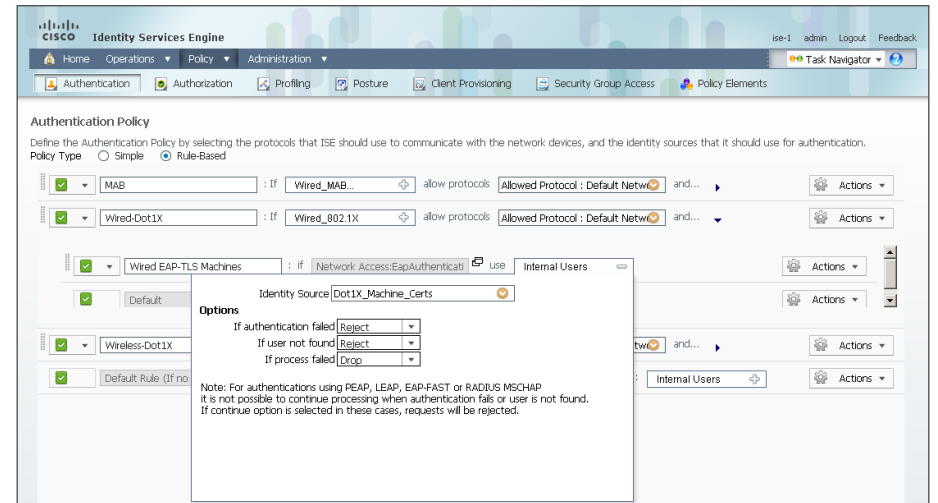 CISCO Identity Services Engine
ise-1 admin Logout Feedback
Home Operations Policy Administration
Task Navigator
Authentication Authorization Profiling Posture Client Provisioning Security Group Access Policy Elements
Authentication Policy
Define the Authentication Policy by selecting the protocols that ISE should use to communicate with the network devices, and the identity sources that it should use for authentication.
Policy Type Simple Rule-Based
MAB : If Wired_MAB... allow protocols Allowed Protocol : Default Netwo and... Actions
Wired-Dot1X : If Wired_802.1X allow protocols Allowed Protocol : Default Netwo and... Actions
Wired EAP-TLS Machines : if Network Access:EapAuthenticati use Internal Users Actions
Default Actions
Identity Source Dot1X_Machine_Certs
Options
If authentication failed Reject
If user not found Reject
If process failed Drop
Note: For authentications using PEAP, LEAP, EAP-FAST or RADIUS MSCHAP
it is not possible to continue processing when authentication fails or user is not found.
If continue option is selected in these cases, requests will be rejected.
Wireless-Dot1X and... Actions
Default Rule (If no : Internal Users Actions